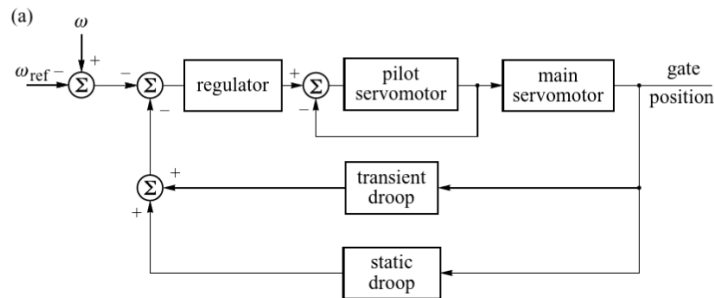 (a)
ω
+
ω_ref
−
Σ
−
Σ
−
regulator
+
Σ
−
pilot
servomotor
main
servomotor
gate
position
Σ
+
+
transient
droop
static
droop